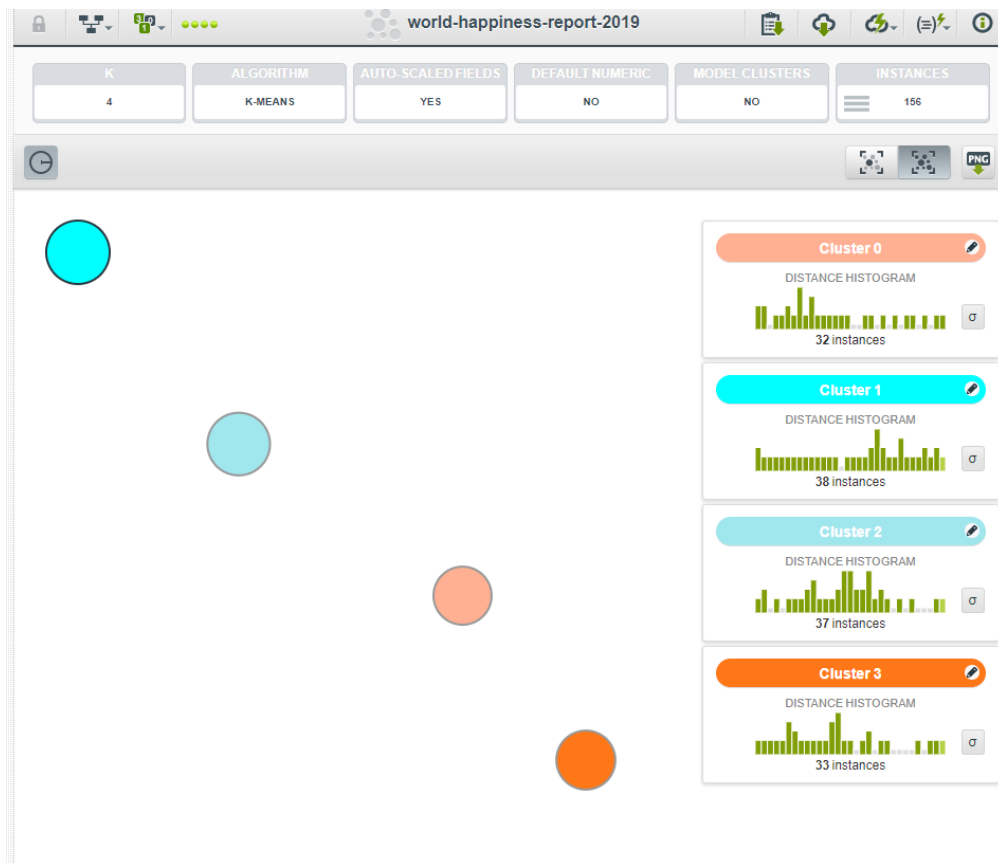 world-happiness-report-2019
K ALGORITHM AUTO-SCALED FIELDS DEFAULT NUMERIC MODEL CLUSTERS INSTANCES
4 K-MEANS YES NO NO 156
PNG
Cluster 0
DISTANCE HISTOGRAM
σ
32 instances
Cluster 1
DISTANCE HISTOGRAM
σ
38 instances
Cluster 2
DISTANCE HISTOGRAM
σ
37 instances
Cluster 3
DISTANCE HISTOGRAM
σ
33 instances